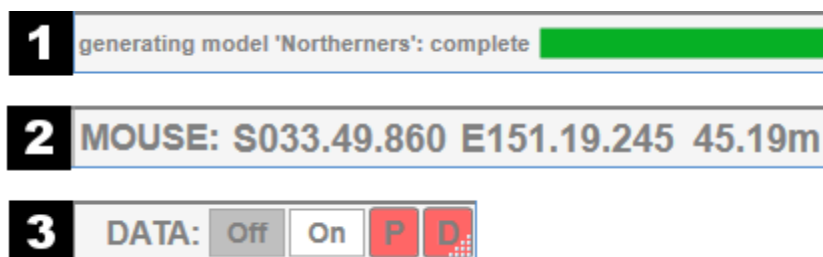 1 generating model 'Northerners': complete
2 MOUSE: S033.49.860 E151.19.245 45.19m
3 DATA: Off On P D